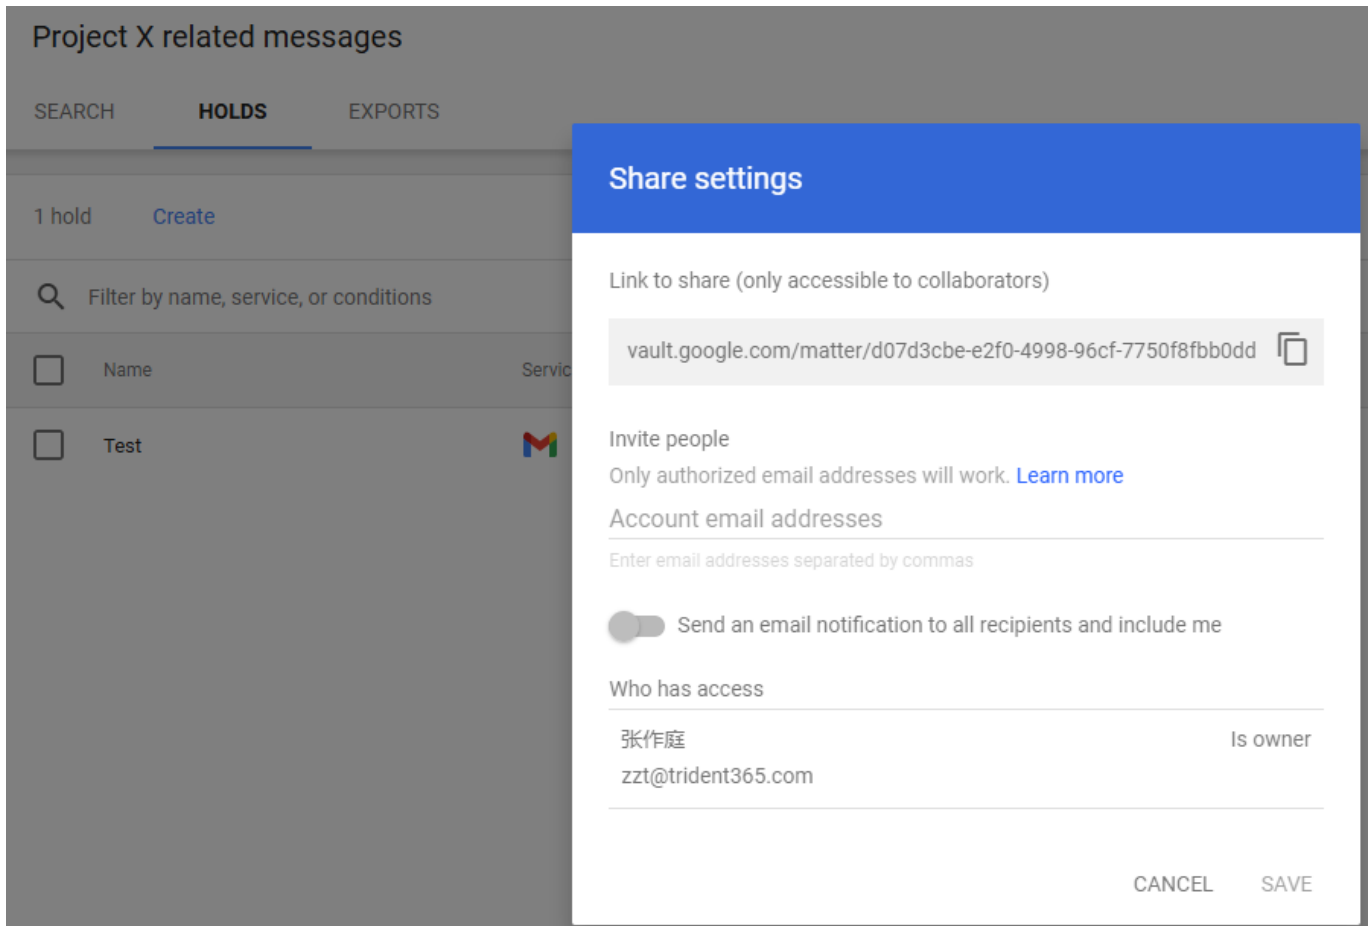 Project X related messages
SEARCH HOLDS EXPORTS
1 hold Create
Filter by name, service, or conditions
Name Servic
Test
Share settings
Link to share (only accessible to collaborators)
vault.google.com/matter/d07d3cbe-e2f0-4998-96cf-7750f8fbb0dd
Invite people
Only authorized email addresses will work. Learn more
Account email addresses
Enter email addresses separated by commas
Send an email notification to all recipients and include me
Who has access
张作庭 Is owner
zzt@trident365.com
CANCEL SAVE